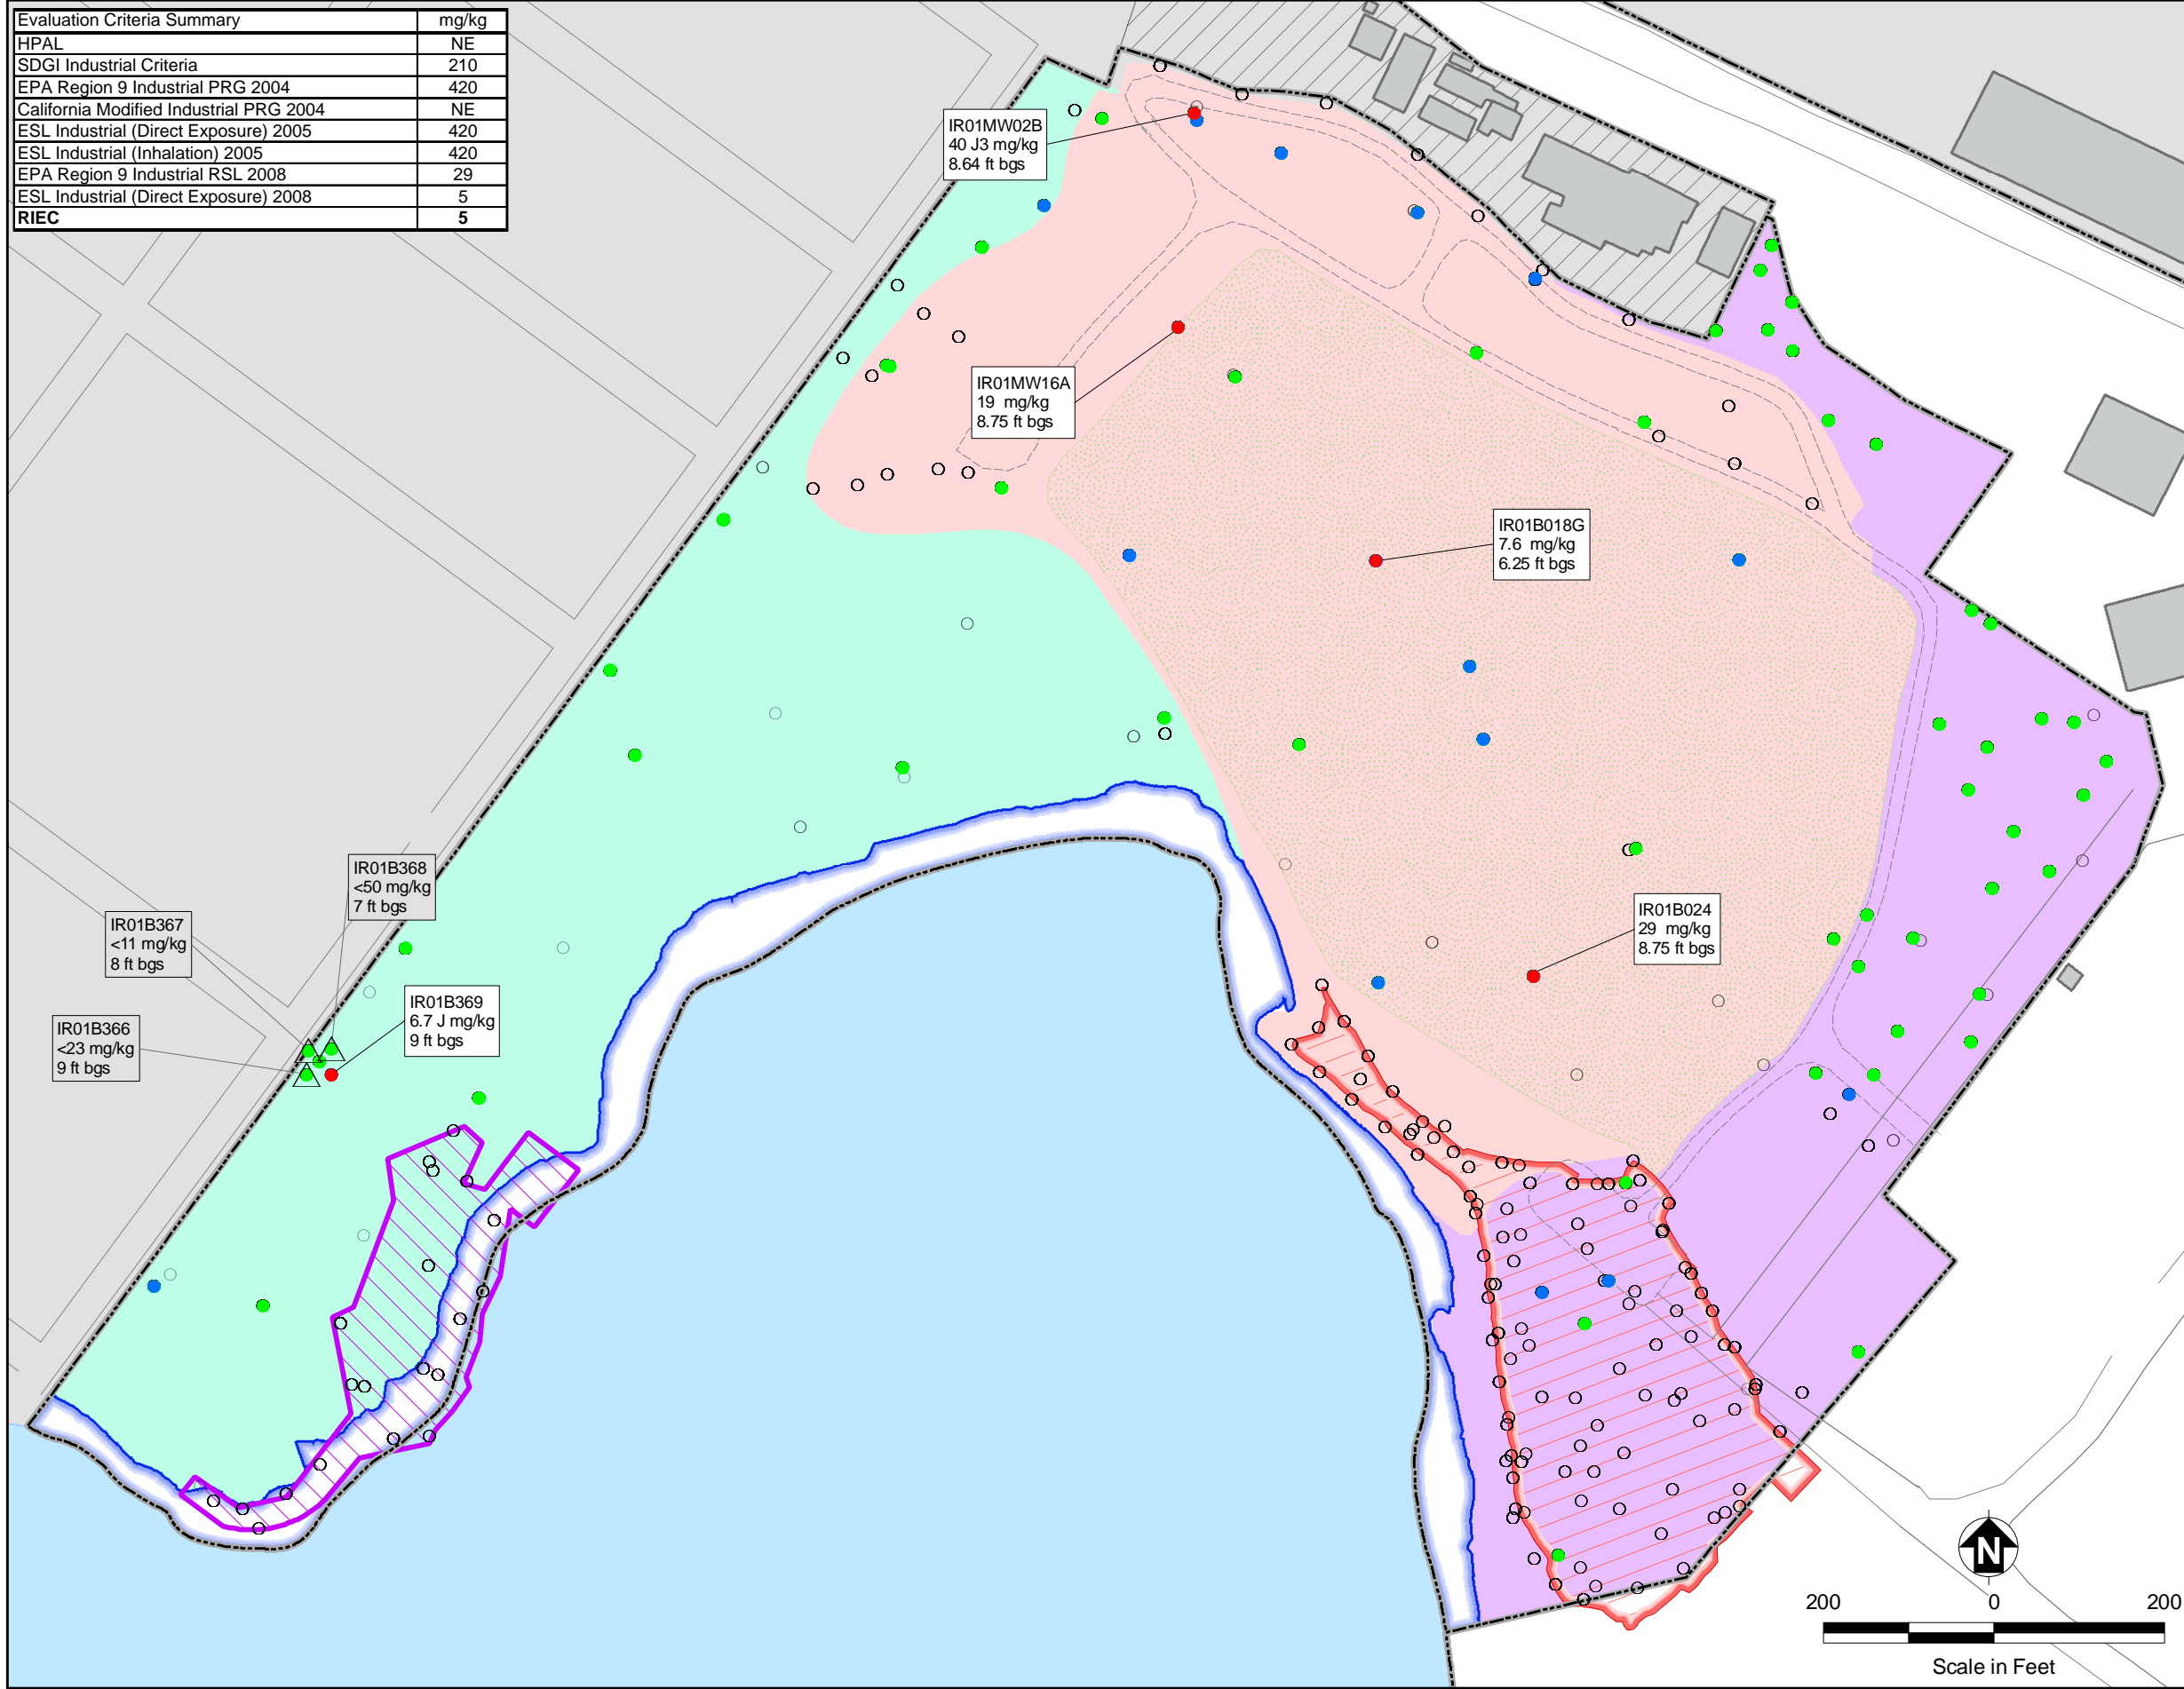 Evaluation Criteria Summary mg/kg
HPAL NE
SDGI Industrial Criteria 210
EPA Region 9 Industrial PRG 2004 420
California Modified Industrial PRG 2004 NE
ESL Industrial (Direct Exposure) 2005 420
ESL Industrial (Inhalation) 2005 420
EPA Region 9 Industrial RSL 2008 29
ESL Industrial (Direct Exposure) 2008 5
RIEC 5
IR01MW02B
40 J3 mg/kg
8.64 ft bgs
IR01MW16A
19 mg/kg
8.75 ft bgs
IR01B018G
7.6 mg/kg
6.25 ft bgs
IR01B368
<50 mg/kg
7 ft bgs
IR01B367
<11 mg/kg
8 ft bgs
IR01B024
29 mg/kg
8.75 ft bgs
IR01B369
6.7 J mg/kg
9 ft bgs
IR01B366
<23 mg/kg
9 ft bgs
N
200 0 200
Scale in Feet